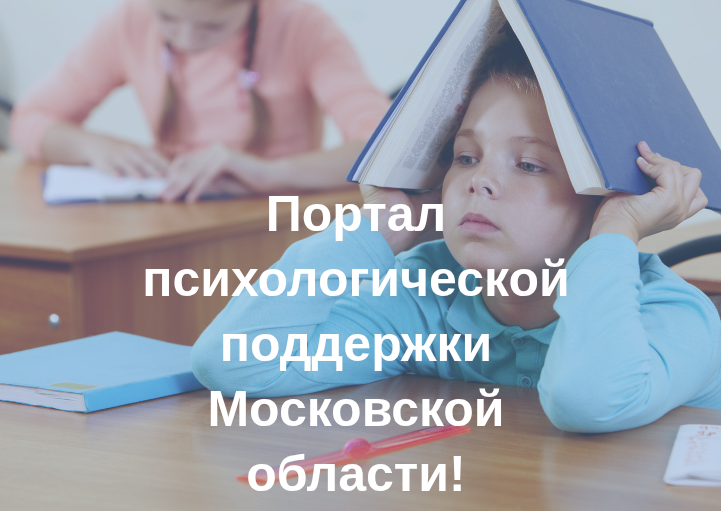 Портал
психологической
поддержки
Московской
области!